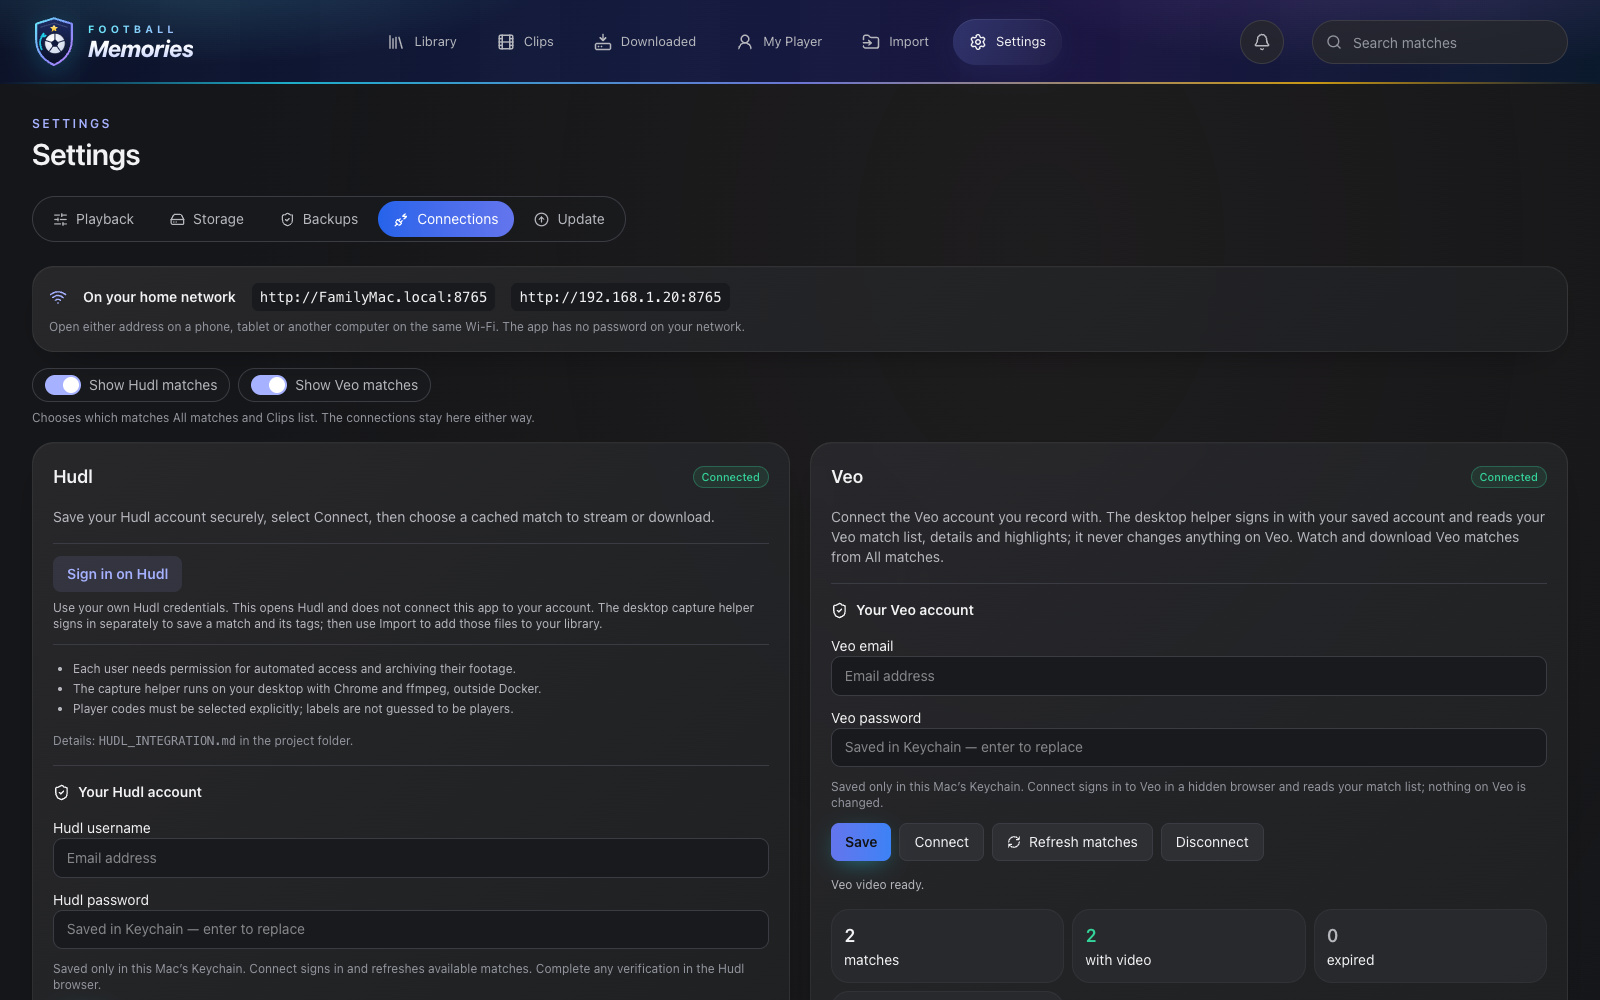 FOOTBALL
Memories
Library
Clips
Downloaded
My Player
Import
Settings
Search matches
SETTINGS
Settings
Playback
Storage
Backups
Connections
Update
On your home network
http://FamilyMac.local:8765
http://192.168.1.20:8765
Open either address on a phone, tablet or another computer on the same Wi-Fi. The app has no password on your network.
Show Hudl matches
Show Veo matches
Chooses which matches All matches and Clips list. The connections stay here either way.
Hudl
Connected
Save your Hudl account securely, select Connect, then choose a cached match to stream or download.
Sign in on Hudl
Use your own Hudl credentials. This opens Hudl and does not connect this app to your account. The desktop capture helper
signs in separately to save a match and its tags; then use Import to add those files to your library.
• Each user needs permission for automated access and archiving their footage.
• The capture helper runs on your desktop with Chrome and ffmpeg, outside Docker.
• Player codes must be selected explicitly; labels are not guessed to be players.
Details: HUDL_INTEGRATION.md in the project folder.
Your Hudl account
Hudl username
Email address
Hudl password
Saved in Keychain — enter to replace
Saved only in this Mac's Keychain. Connect signs in and refreshes available matches. Complete any verification in the Hudl
browser.
Veo
Connected
Connect the Veo account you record with. The desktop helper signs in with your saved account and reads your
Veo match list, details and highlights; it never changes anything on Veo. Watch and download Veo matches
from All matches.
Your Veo account
Veo email
Email address
Veo password
Saved in Keychain — enter to replace
Saved only in this Mac's Keychain. Connect signs in to Veo in a hidden browser and reads your match list; nothing on Veo is
changed.
Save
Connect
Refresh matches
Disconnect
Veo video ready.
2
matches
2
with video
0
expired